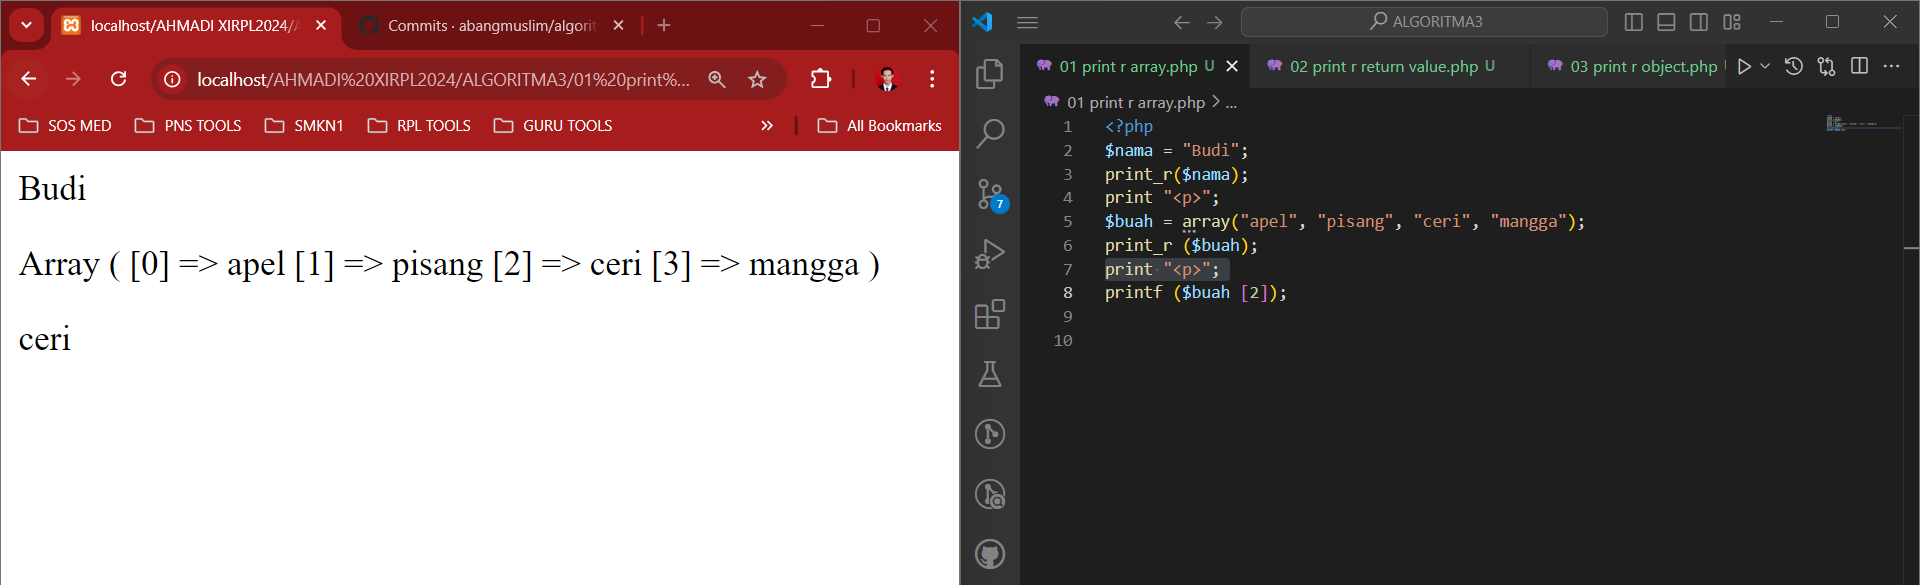 localhost/AHMADI XIRPL2024/
Commits · abangmuslim/algorit
localhost/AHMADI%20XIRPL2024/ALGORITMA3/01%20print%...
SOS MED
PNS TOOLS
SMKN1
RPL TOOLS
GURU TOOLS
»
All Bookmarks
Budi
Array ( [0] => apel [1] => pisang [2] => ceri [3] => mangga )
ceri
ALGORITMA3
01 print r array.php U
02 print r return value.php U
03 print r object.php
01 print r array.php > ...
1 <?php
2 $nama = "Budi";
3 print_r($nama);
4 print "<p>";
5 $buah = array("apel", "pisang", "ceri", "mangga");
6 print_r ($buah);
7 print "<p>";
8 printf ($buah [2]);
9
10
7